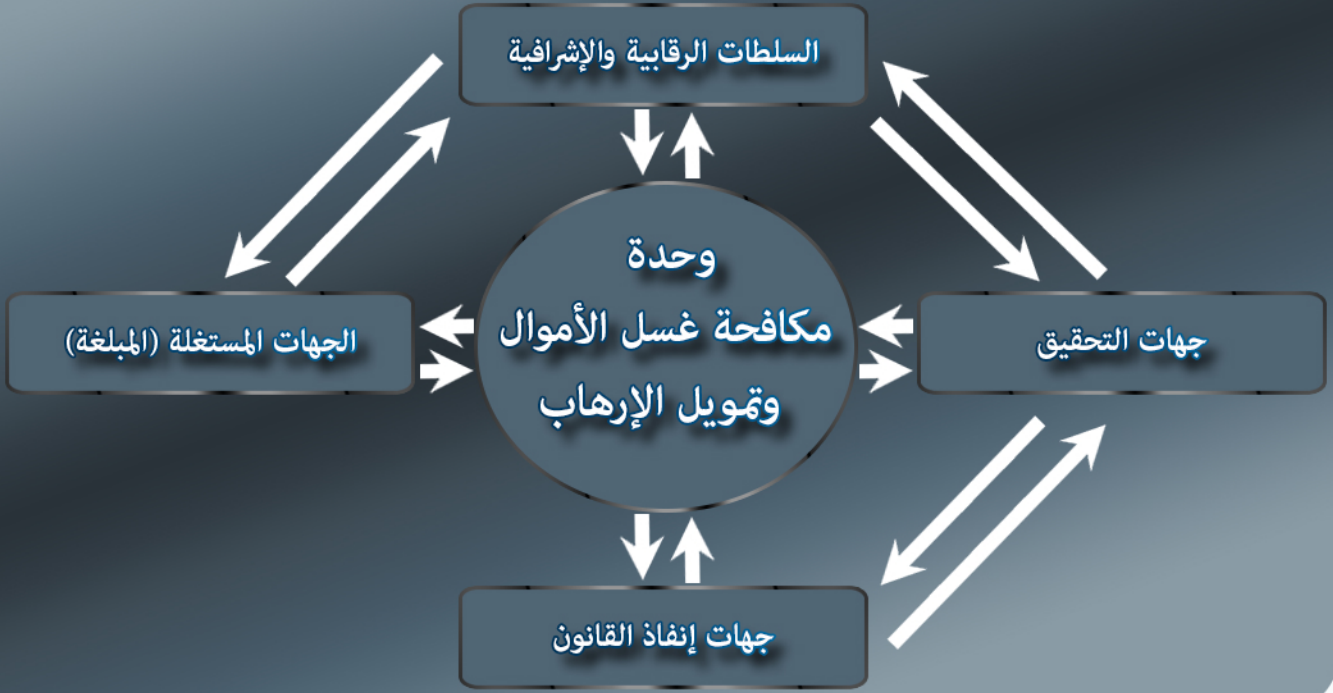 السلطات الرقابية والإشرافية
وحدة
مكافحة غسل الأموال
وتمويل الإرهاب
جهات التحقيق
الجهات المستغلة (المبلغة)
جهات إنفاذ القانون